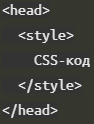 <head>
  <style>
    CSS-код
  </style>
</head>